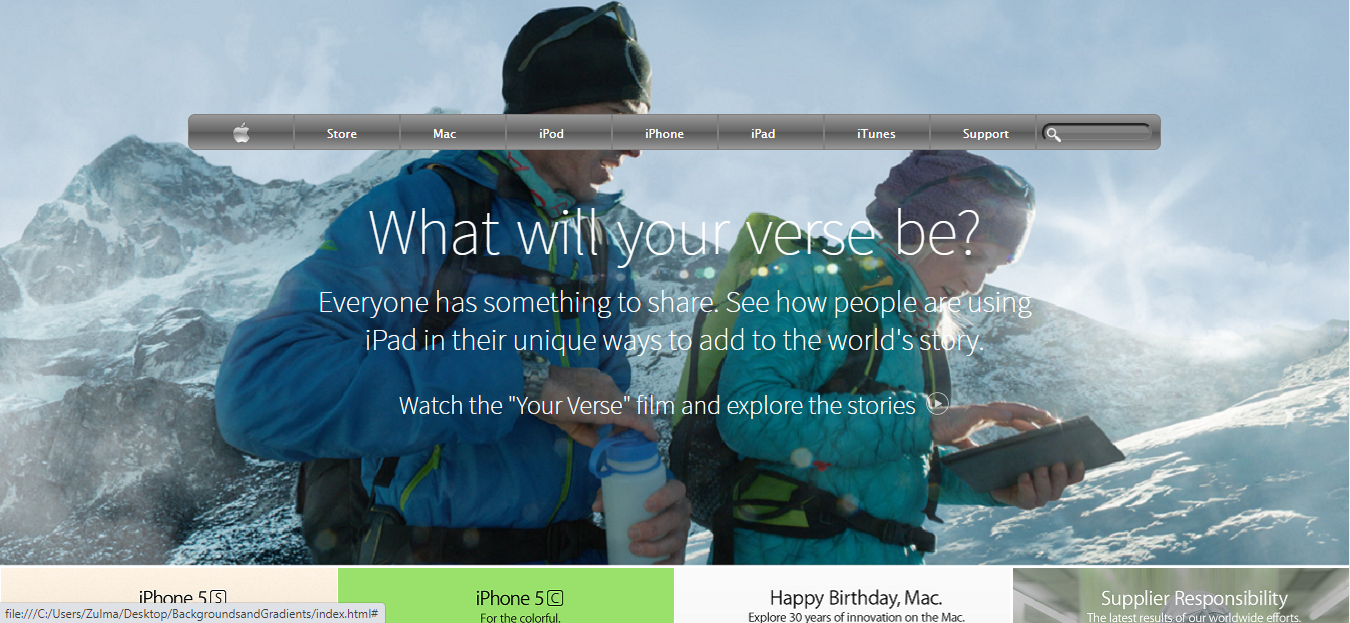 Store Mac iPod iPhone iPad iTunes Support
What will your verse be?
Everyone has something to share. See how people are using
iPad in their unique ways to add to the world's story.
Watch the "Your Verse" film and explore the stories
iPhone 5S
iPhone 5C
For the colorful.
Happy Birthday, Mac.
Explore 30 years of innovation on the Mac.
Supplier Responsibility
The latest results of our worldwide efforts.
file:///C:/Users/Zulma/Desktop/BackgroundsandGradients/index.html#